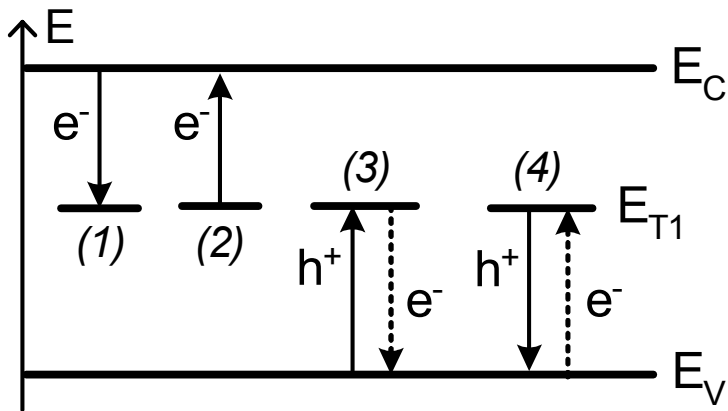 E
E_C
e⁻ e⁻
(3) (4)
(1) (2) E_T1
h⁺ e⁻ h⁺ e⁻
E_V